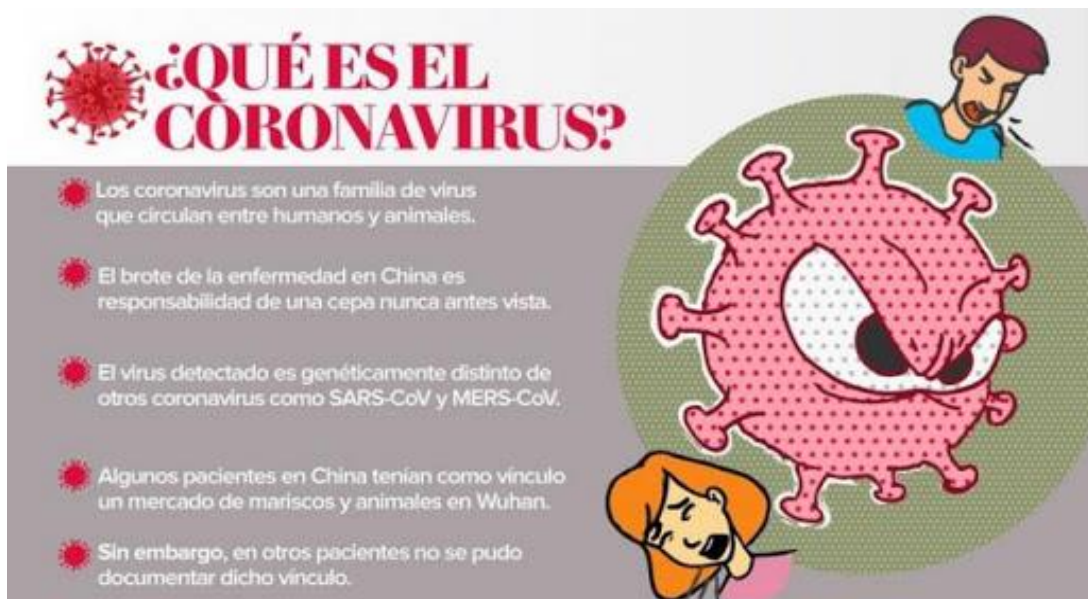 ¿QUÉ ES EL
CORONAVIRUS?
Los coronavirus son una familia de virus
que circulan entre humanos y animales.
El brote de la enfermedad en China es
responsabilidad de una cepa nunca antes vista.
El virus detectado es genéticamente distinto de
otros coronavirus como SARS-CoV y MERS-CoV.
Algunos pacientes en China tenían como vínculo
un mercado de mariscos y animales en Wuhan.
Sin embargo, en otros pacientes no se pudo
documentar dicho vínculo.